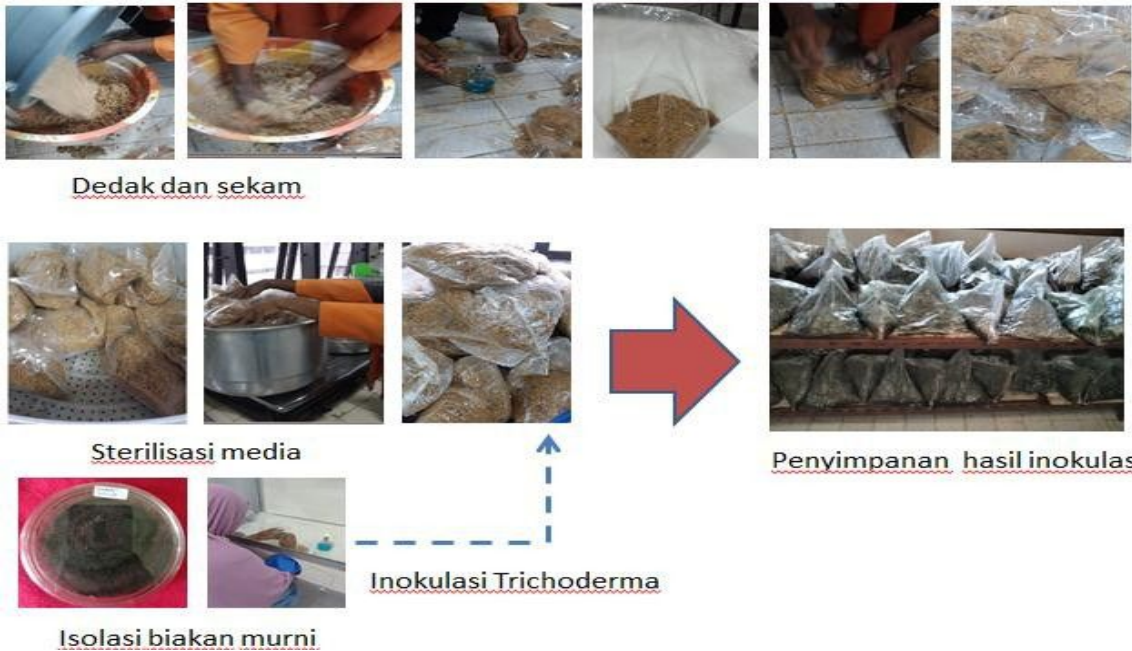 Dedak dan sekam
Sterilisasi media
Penyimpanan hasil inokulas
Inokulasi Trichoderma
Isolasi biakan murni